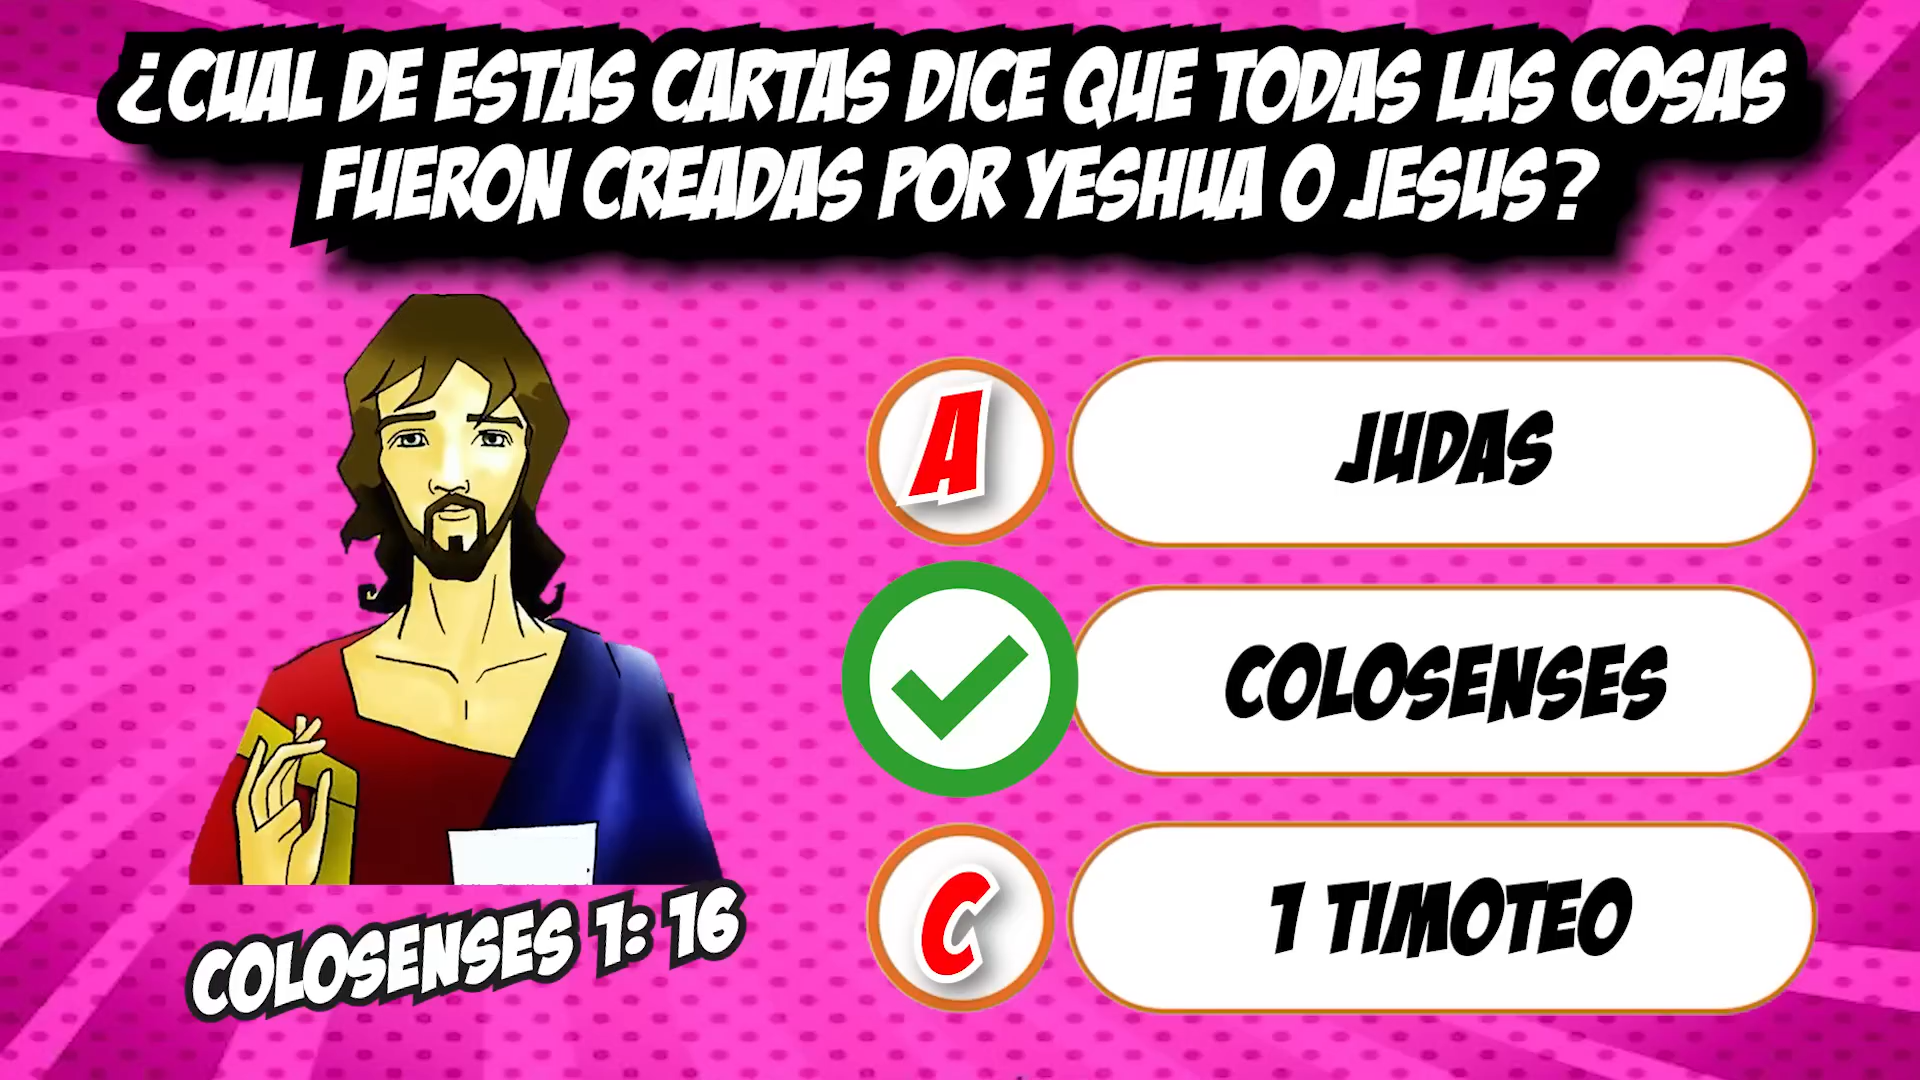 ¿CUAL DE ESTAS CARTAS DICE QUE TODAS LAS COSAS
FUERON CREADAS POR YESHUA O JESUS?
A
JUDAS
COLOSENSES
C
1 TIMOTEO
COLOSENSES 1: 16